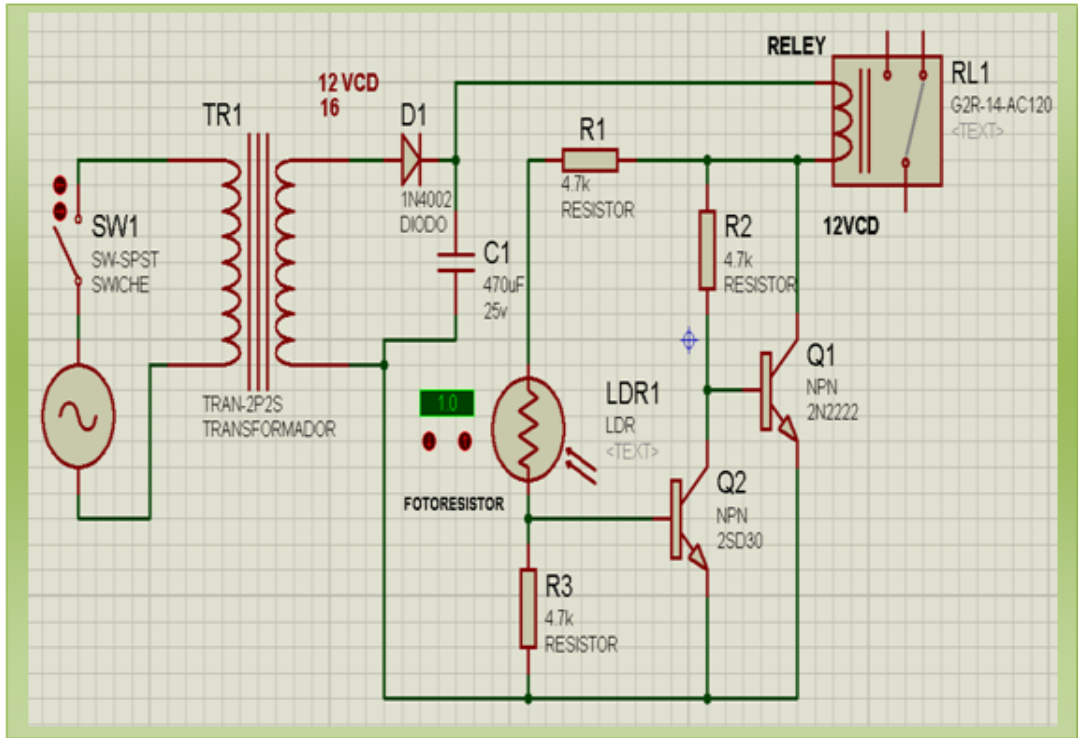 RELEY
RL1
G2R-14-AC120
<TEXT>
12 VCD
16
TR1
D1
1N4002
DIODO
R1
4.7k
RESISTOR
12VCD
SW1
SW-SPST
SWICHE
C1
470uF
25v
R2
4.7k
RESISTOR
TRAN-2P2S
TRANSFORMADOR
1.0
LDR1
LDR
<TEXT>
Q1
NPN
2N2222
FOTORESISTOR
Q2
NPN
2SD30
R3
4.7k
RESISTOR